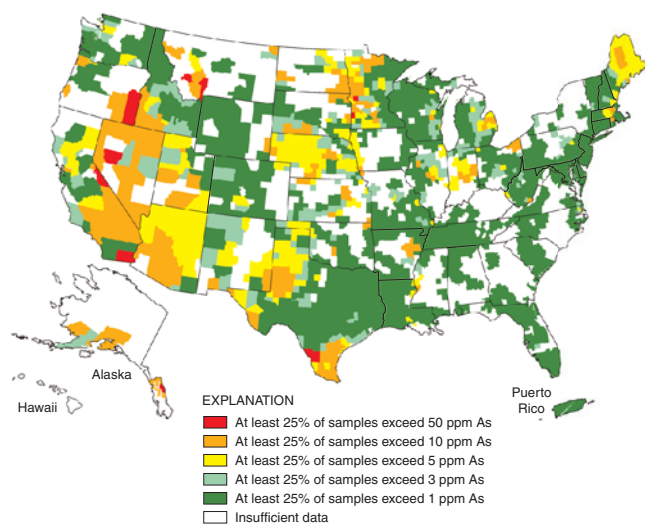 Alaska
Hawaii
Puerto
Rico
EXPLANATION
At least 25% of samples exceed 50 ppm As
At least 25% of samples exceed 10 ppm As
At least 25% of samples exceed 5 ppm As
At least 25% of samples exceed 3 ppm As
At least 25% of samples exceed 1 ppm As
Insufficient data